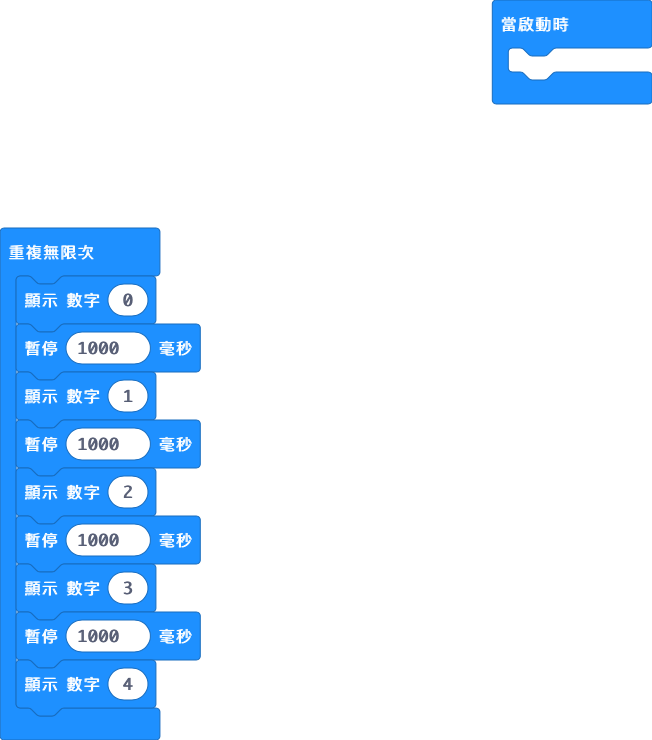 當啟動時
重複無限次
顯示 數字 0
暫停 1000 毫秒
顯示 數字 1
暫停 1000 毫秒
顯示 數字 2
暫停 1000 毫秒
顯示 數字 3
暫停 1000 毫秒
顯示 數字 4